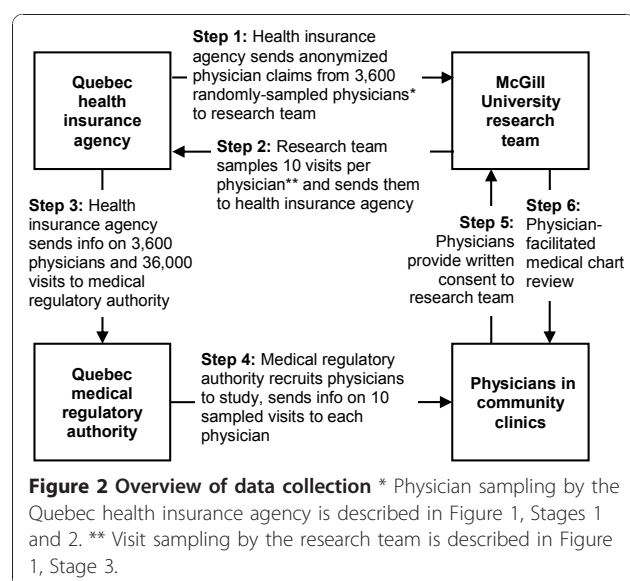 Quebec
health
insurance
agency
Step 1: Health insurance
agency sends anonymized
physician claims from 3,600
randomly-sampled physicians*
to research team
McGill
University
research
team
Step 2: Research team
samples 10 visits per
physician** and sends them
to health insurance agency
Step 3: Health
insurance agency
sends info on 3,600
physicians and 36,000
visits to medical
regulatory authority
Step 5:
Physicians
provide written
consent to
research team
Step 6:
Physician-
facilitated
medical chart
review
Quebec
medical
regulatory
authority
Step 4: Medical regulatory
authority recruits physicians
to study, sends info on 10
sampled visits to each
physician
Physicians in
community
clinics
Figure 2 Overview of data collection * Physician sampling by the
Quebec health insurance agency is described in Figure 1, Stages 1
and 2. ** Visit sampling by the research team is described in Figure
1, Stage 3.